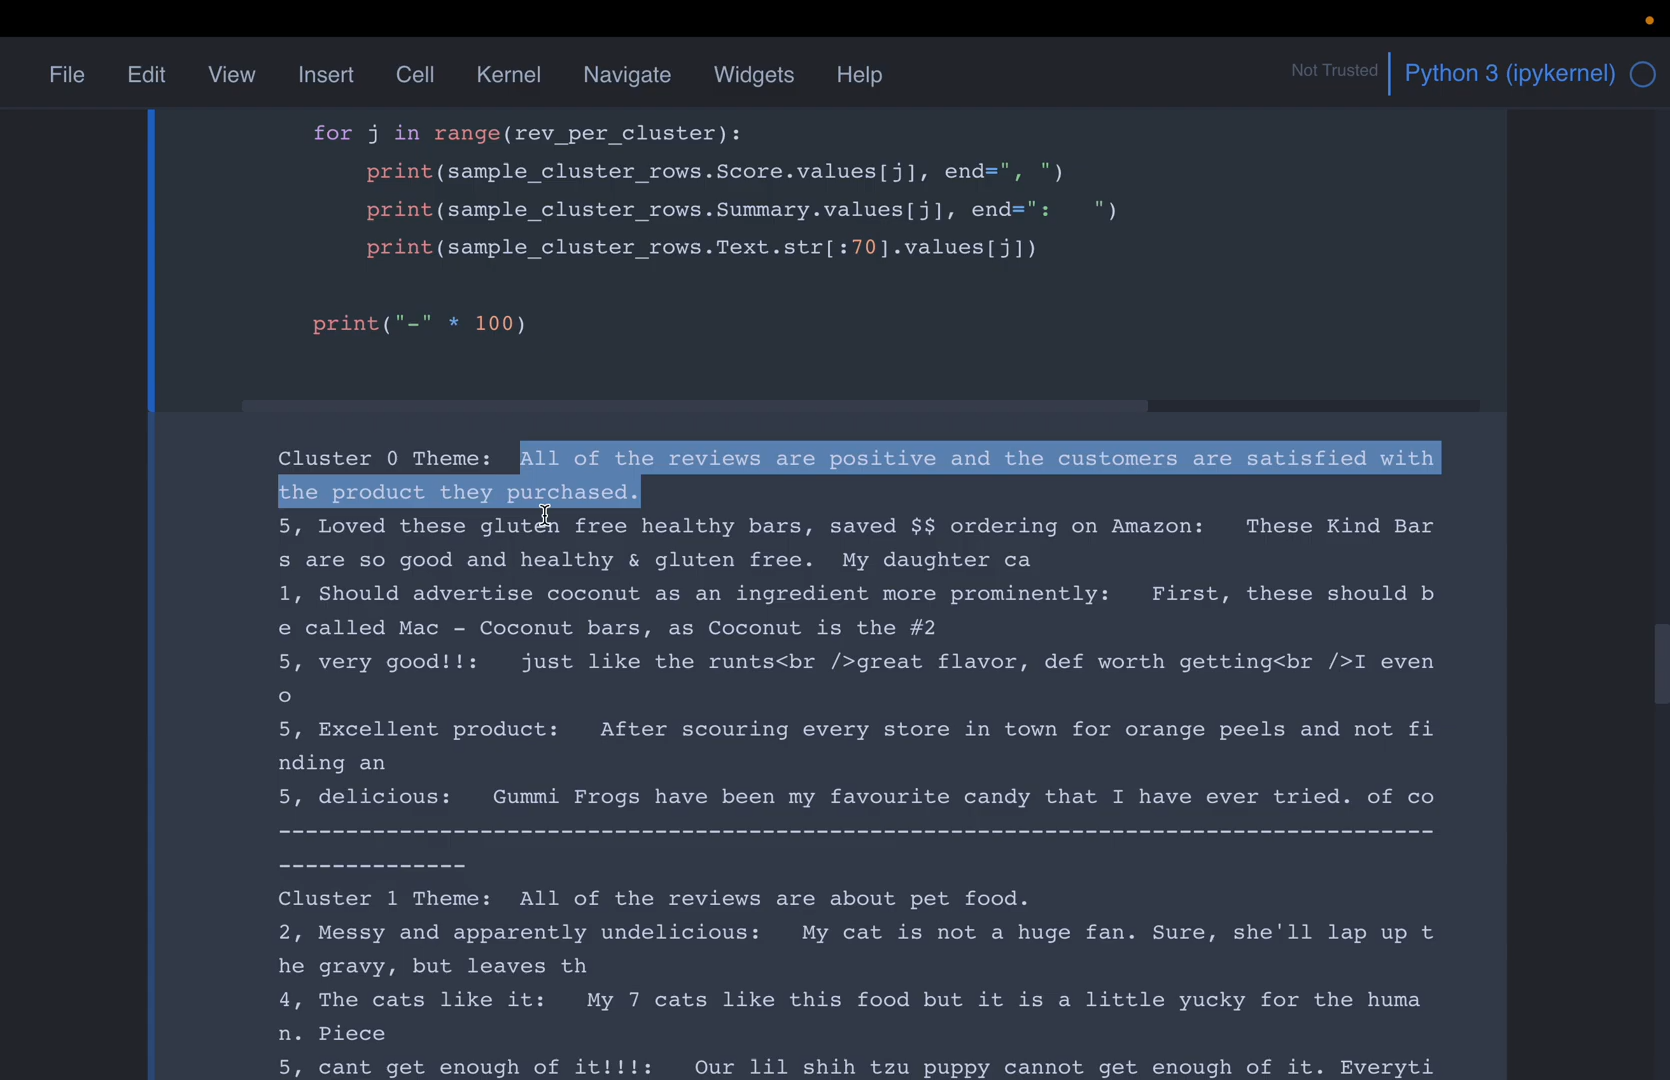 File Edit View Insert Cell Kernel Navigate Widgets Help Not Trusted Python 3 (ipykernel)
for j in range(rev_per_cluster):
print(sample_cluster_rows.Score.values[j], end=", ")
print(sample_cluster_rows.Summary.values[j], end=":   ")
print(sample_cluster_rows.Text.str[:70].values[j])
print("-" * 100)
Cluster 0 Theme:  All of the reviews are positive and the customers are satisfied with
the product they purchased.
5, Loved these gluten free healthy bars, saved $$ ordering on Amazon:   These Kind Bar
s are so good and healthy & gluten free.  My daughter ca
1, Should advertise coconut as an ingredient more prominently:   First, these should b
e called Mac - Coconut bars, as Coconut is the #2
5, very good!!:   just like the runts<br />great flavor, def worth getting<br />I even
o
5, Excellent product:   After scouring every store in town for orange peels and not fi
nding an
5, delicious:   Gummi Frogs have been my favourite candy that I have ever tried. of co
--------------------------------------------------------------------------------------
--------------
Cluster 1 Theme:  All of the reviews are about pet food.
2, Messy and apparently undelicious:   My cat is not a huge fan. Sure, she'll lap up t
he gravy, but leaves th
4, The cats like it:   My 7 cats like this food but it is a little yucky for the huma
n. Piece
5, cant get enough of it!!!:   Our lil shih tzu puppy cannot get enough of it. Everyti